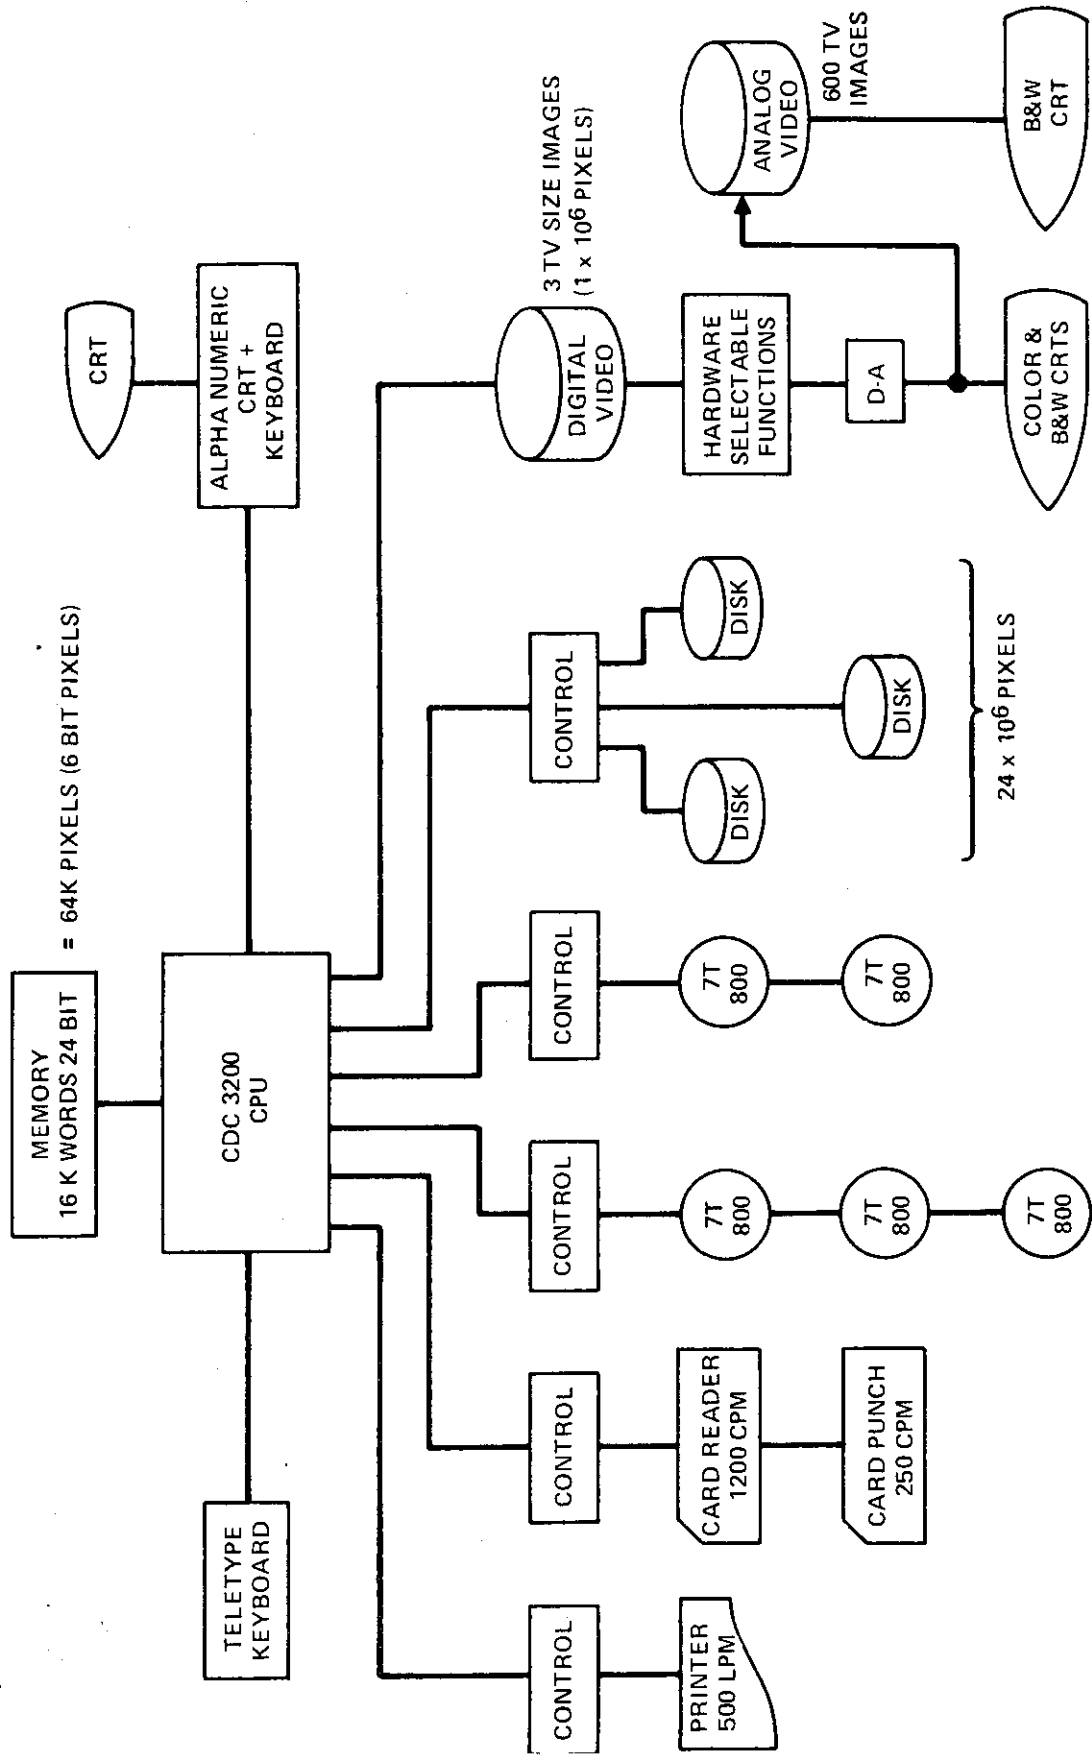 MEMORY
16 K WORDS 24 BIT
= 64K PIXELS (6 BIT PIXELS)
CRT
TELETYPE
KEYBOARD
CDC 3200
CPU
ALPHA NUMERIC
CRT +
KEYBOARD
CONTROL
CONTROL
CONTROL
CONTROL
CONTROL
DIGITAL
VIDEO
3 TV SIZE IMAGES
(1 x 10⁶ PIXELS)
PRINTER
500 LPM
CARD READER
1200 CPM
7T
800
7T
800
DISK
DISK
HARDWARE
SELECTABLE
FUNCTIONS
ANALOG
VIDEO
600 TV
IMAGES
CARD PUNCH
250 CPM
7T
800
7T
800
DISK
D-A
7T
800
24 x 10⁶ PIXELS
COLOR &
B&W CRTS
B&W
CRT